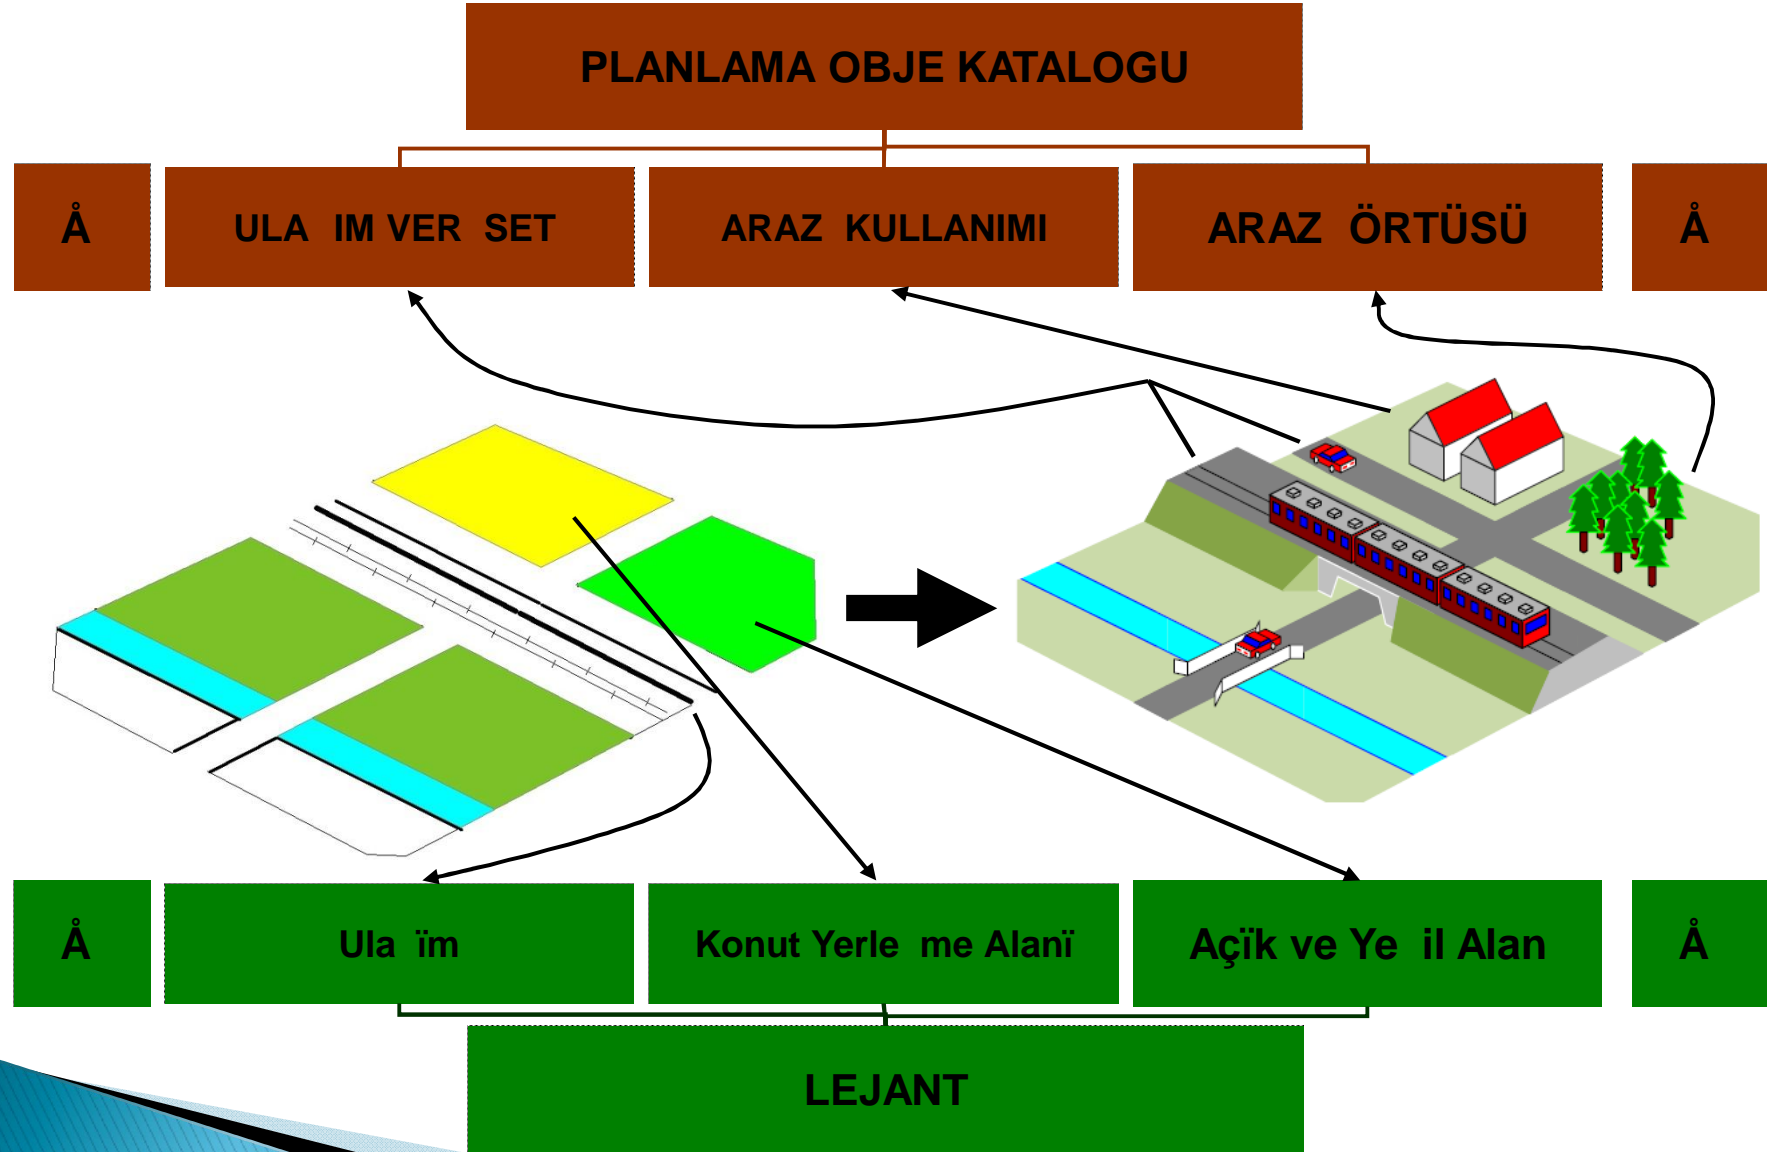 PLANLAMA OBJE KATALOGU
Å
ULA IM VER SET
ARAZ KULLANIMI
ARAZ ÖRTÜSÜ
Å
Å
Ula ïm
Konut Yerle me Alanï
Açïk ve Ye il Alan
Å
LEJANT